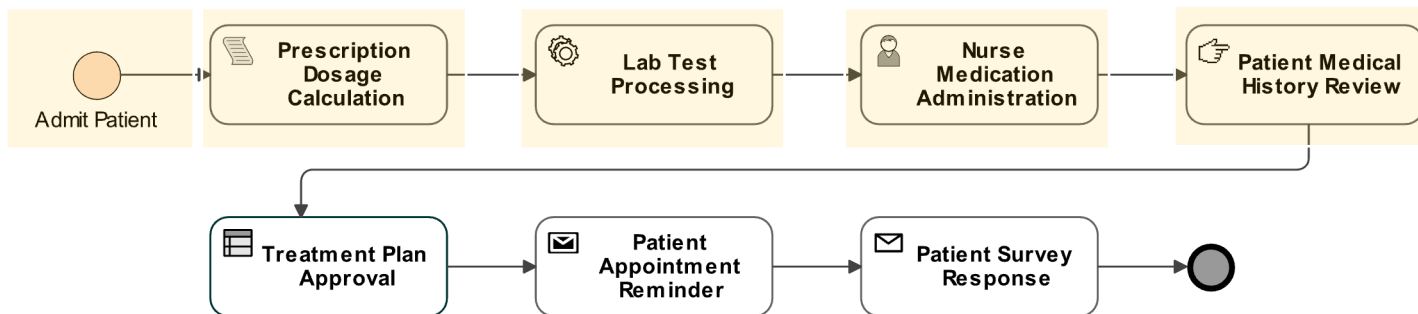 Admit Patient
Prescription
Dosage
Calculation
Lab Test
Processing
Nurse
Medication
Administration
Patient Medical
History Review
Treatment Plan
Approval
Patient
Appointment
Reminder
Patient Survey
Response